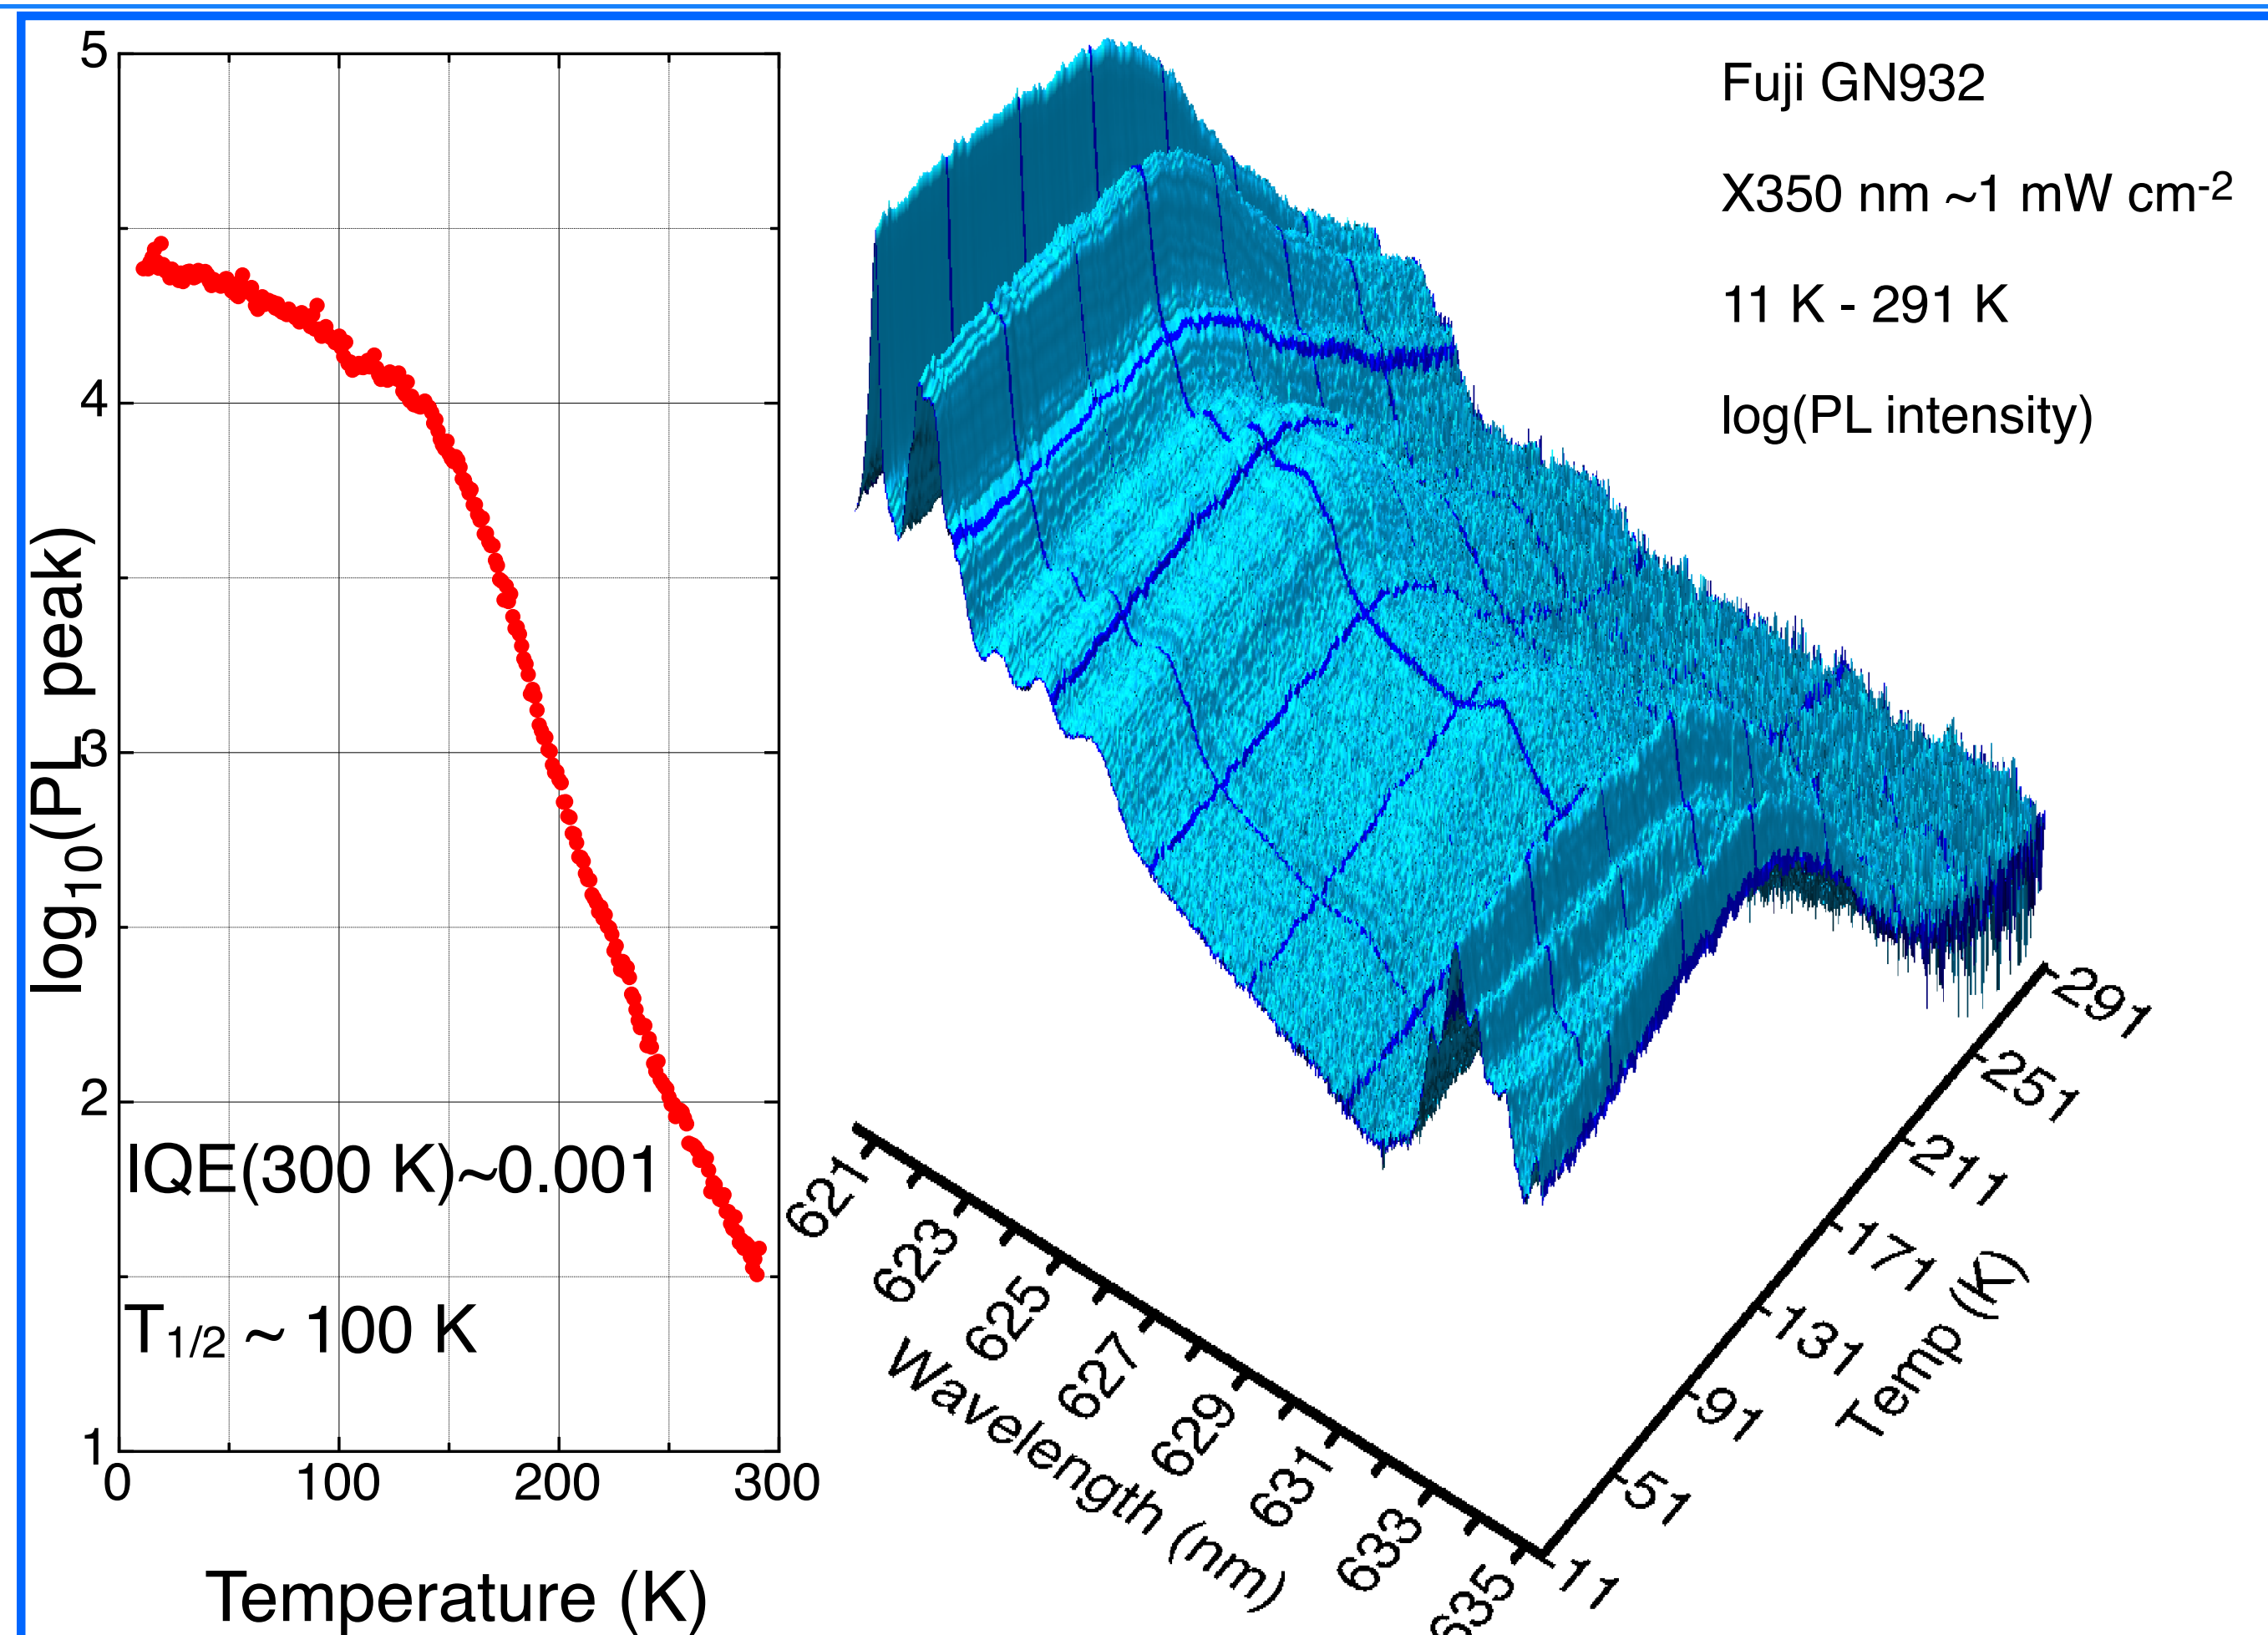 5
4
3
2
1
log10(PL peak)
IQE(300 K)~0.001
T1/2 ~ 100 K
0 100 200 300
Temperature (K)
Fuji GN932
X350 nm ~1 mW cm-2
11 K - 291 K
log(PL intensity)
621
623
625
627
629
631
633
635
Wavelength (nm)
291
251
211
171
131
91
51
11
Temp (K)